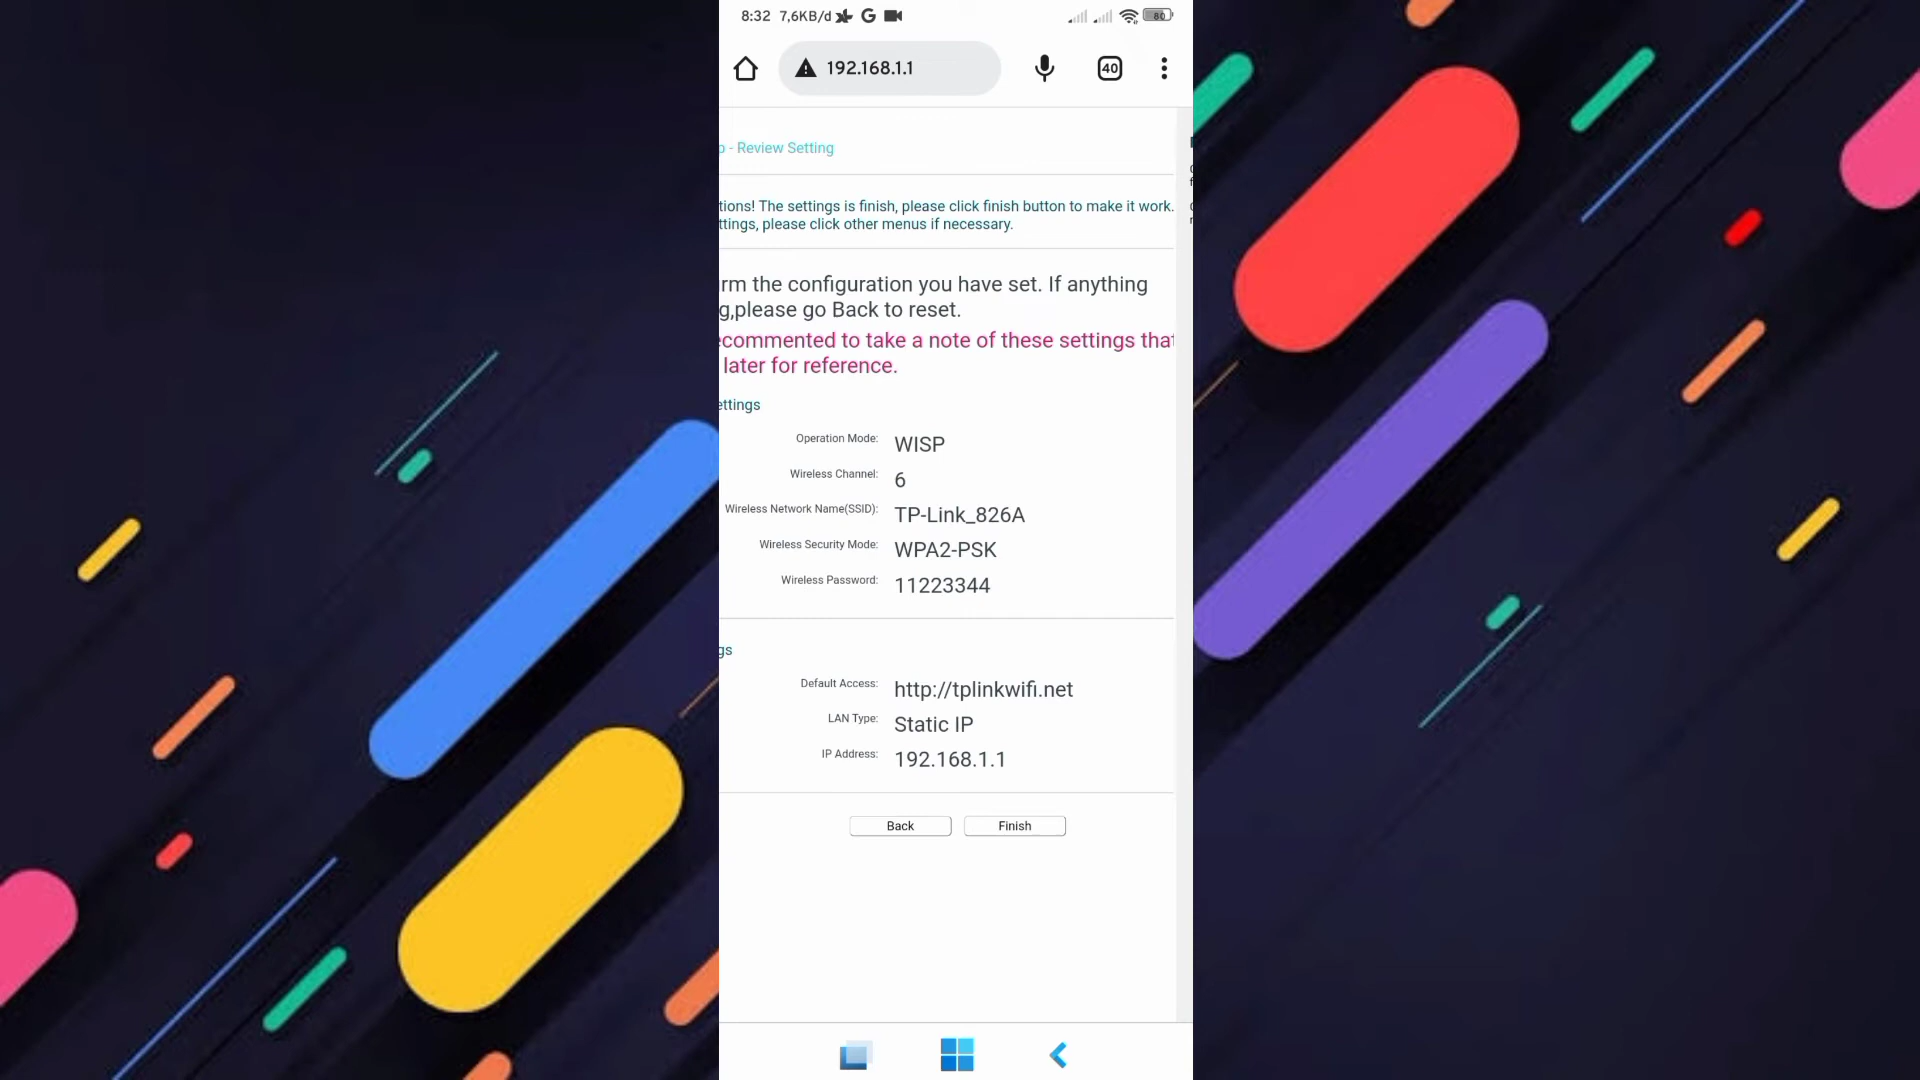 8:32 7,6KB/d G 80
192.168.1.1 40
- Review Setting
tions! The settings is finish, please click finish button to make it work.
ttings, please click other menus if necessary.
rm the configuration you have set. If anything
g,please go Back to reset.
ecommented to take a note of these settings that
later for reference.
ettings
Operation Mode: WISP
Wireless Channel: 6
Wireless Network Name(SSID): TP-Link_826A
Wireless Security Mode: WPA2-PSK
Wireless Password: 11223344
gs
Default Access: http://tplinkwifi.net
LAN Type: Static IP
IP Address: 192.168.1.1
Back Finish